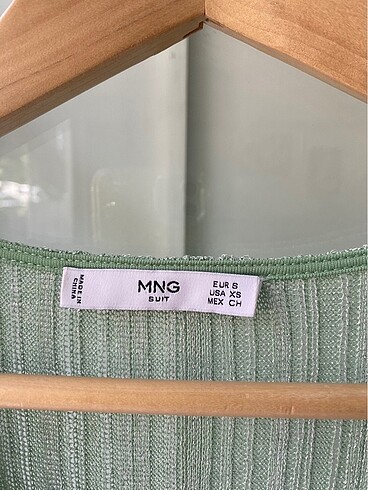 MADE IN
CHINA
MNG
SUIT
EUR S
USA XS
MEX CH